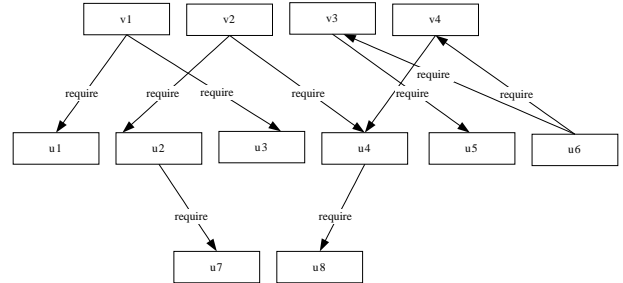 v1
v2
v3
v4
require
require
require
require
require
require
require
u1
u2
u3
u4
u5
u6
require
require
u7
u8